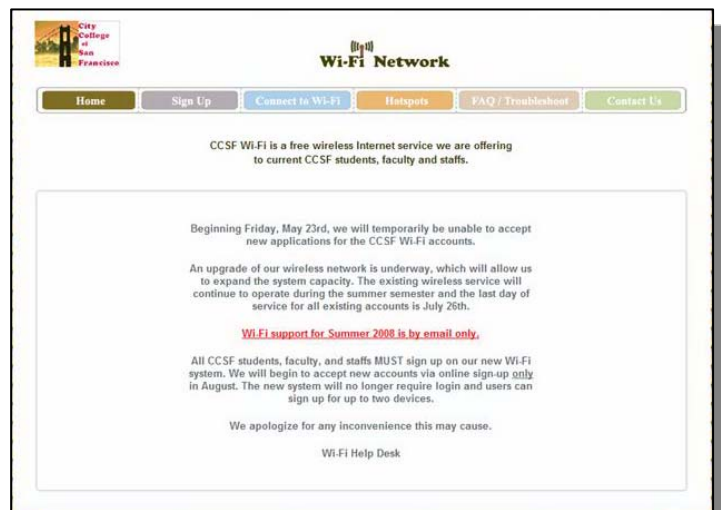 City
College
of
San
Francisco
Wi-Fi Network
Home Sign Up Connect to Wi-Fi Hotspots FAQ / Troubleshoot Contact Us
CCSF Wi-Fi is a free wireless Internet service we are offering
to current CCSF students, faculty and staffs.
Beginning Friday, May 23rd, we will temporarily be unable to accept
new applications for the CCSF Wi-Fi accounts.
An upgrade of our wireless network is underway, which will allow us
to expand the system capacity. The existing wireless service will
continue to operate during the summer semester and the last day of
service for all existing accounts is July 26th.
Wi-Fi support for Summer 2008 is by email only.
All CCSF students, faculty, and staffs MUST sign up on our new Wi-Fi
system. We will begin to accept new accounts via online sign-up only
in August. The new system will no longer require login and users can
sign up for up to two devices.
We apologize for any inconvenience this may cause.
Wi-Fi Help Desk